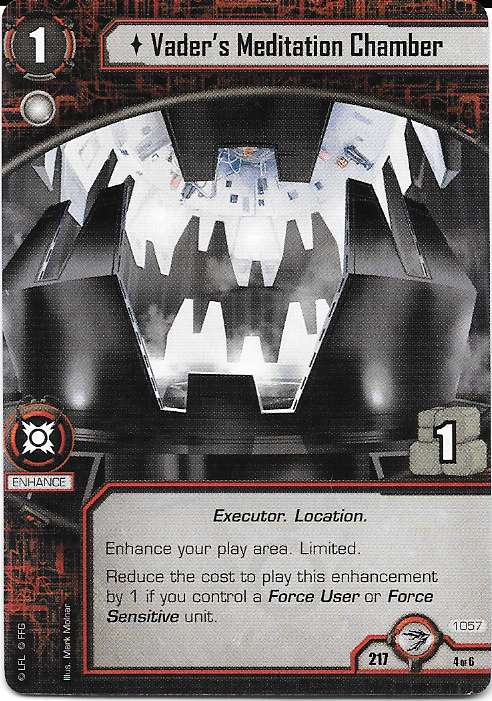 1
Vader's Meditation Chamber
1
ENHANCE
Executor. Location.
Enhance your play area. Limited.
Reduce the cost to play this enhancement
by 1 if you control a Force User or Force
Sensitive unit.
1057
217
4 OF 6
© LFL © FFG
Illus. Mark Molnar